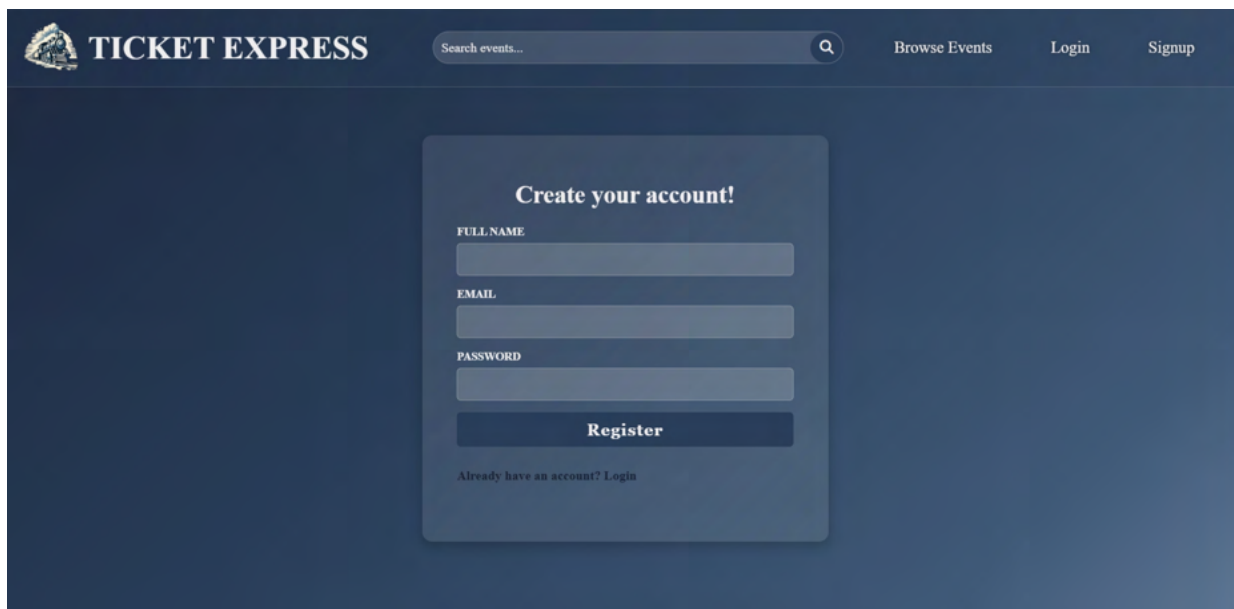 TICKET EXPRESS
Search events...
Browse Events
Login
Signup
Create your account!
FULL NAME
EMAIL
PASSWORD
Register
Already have an account? Login